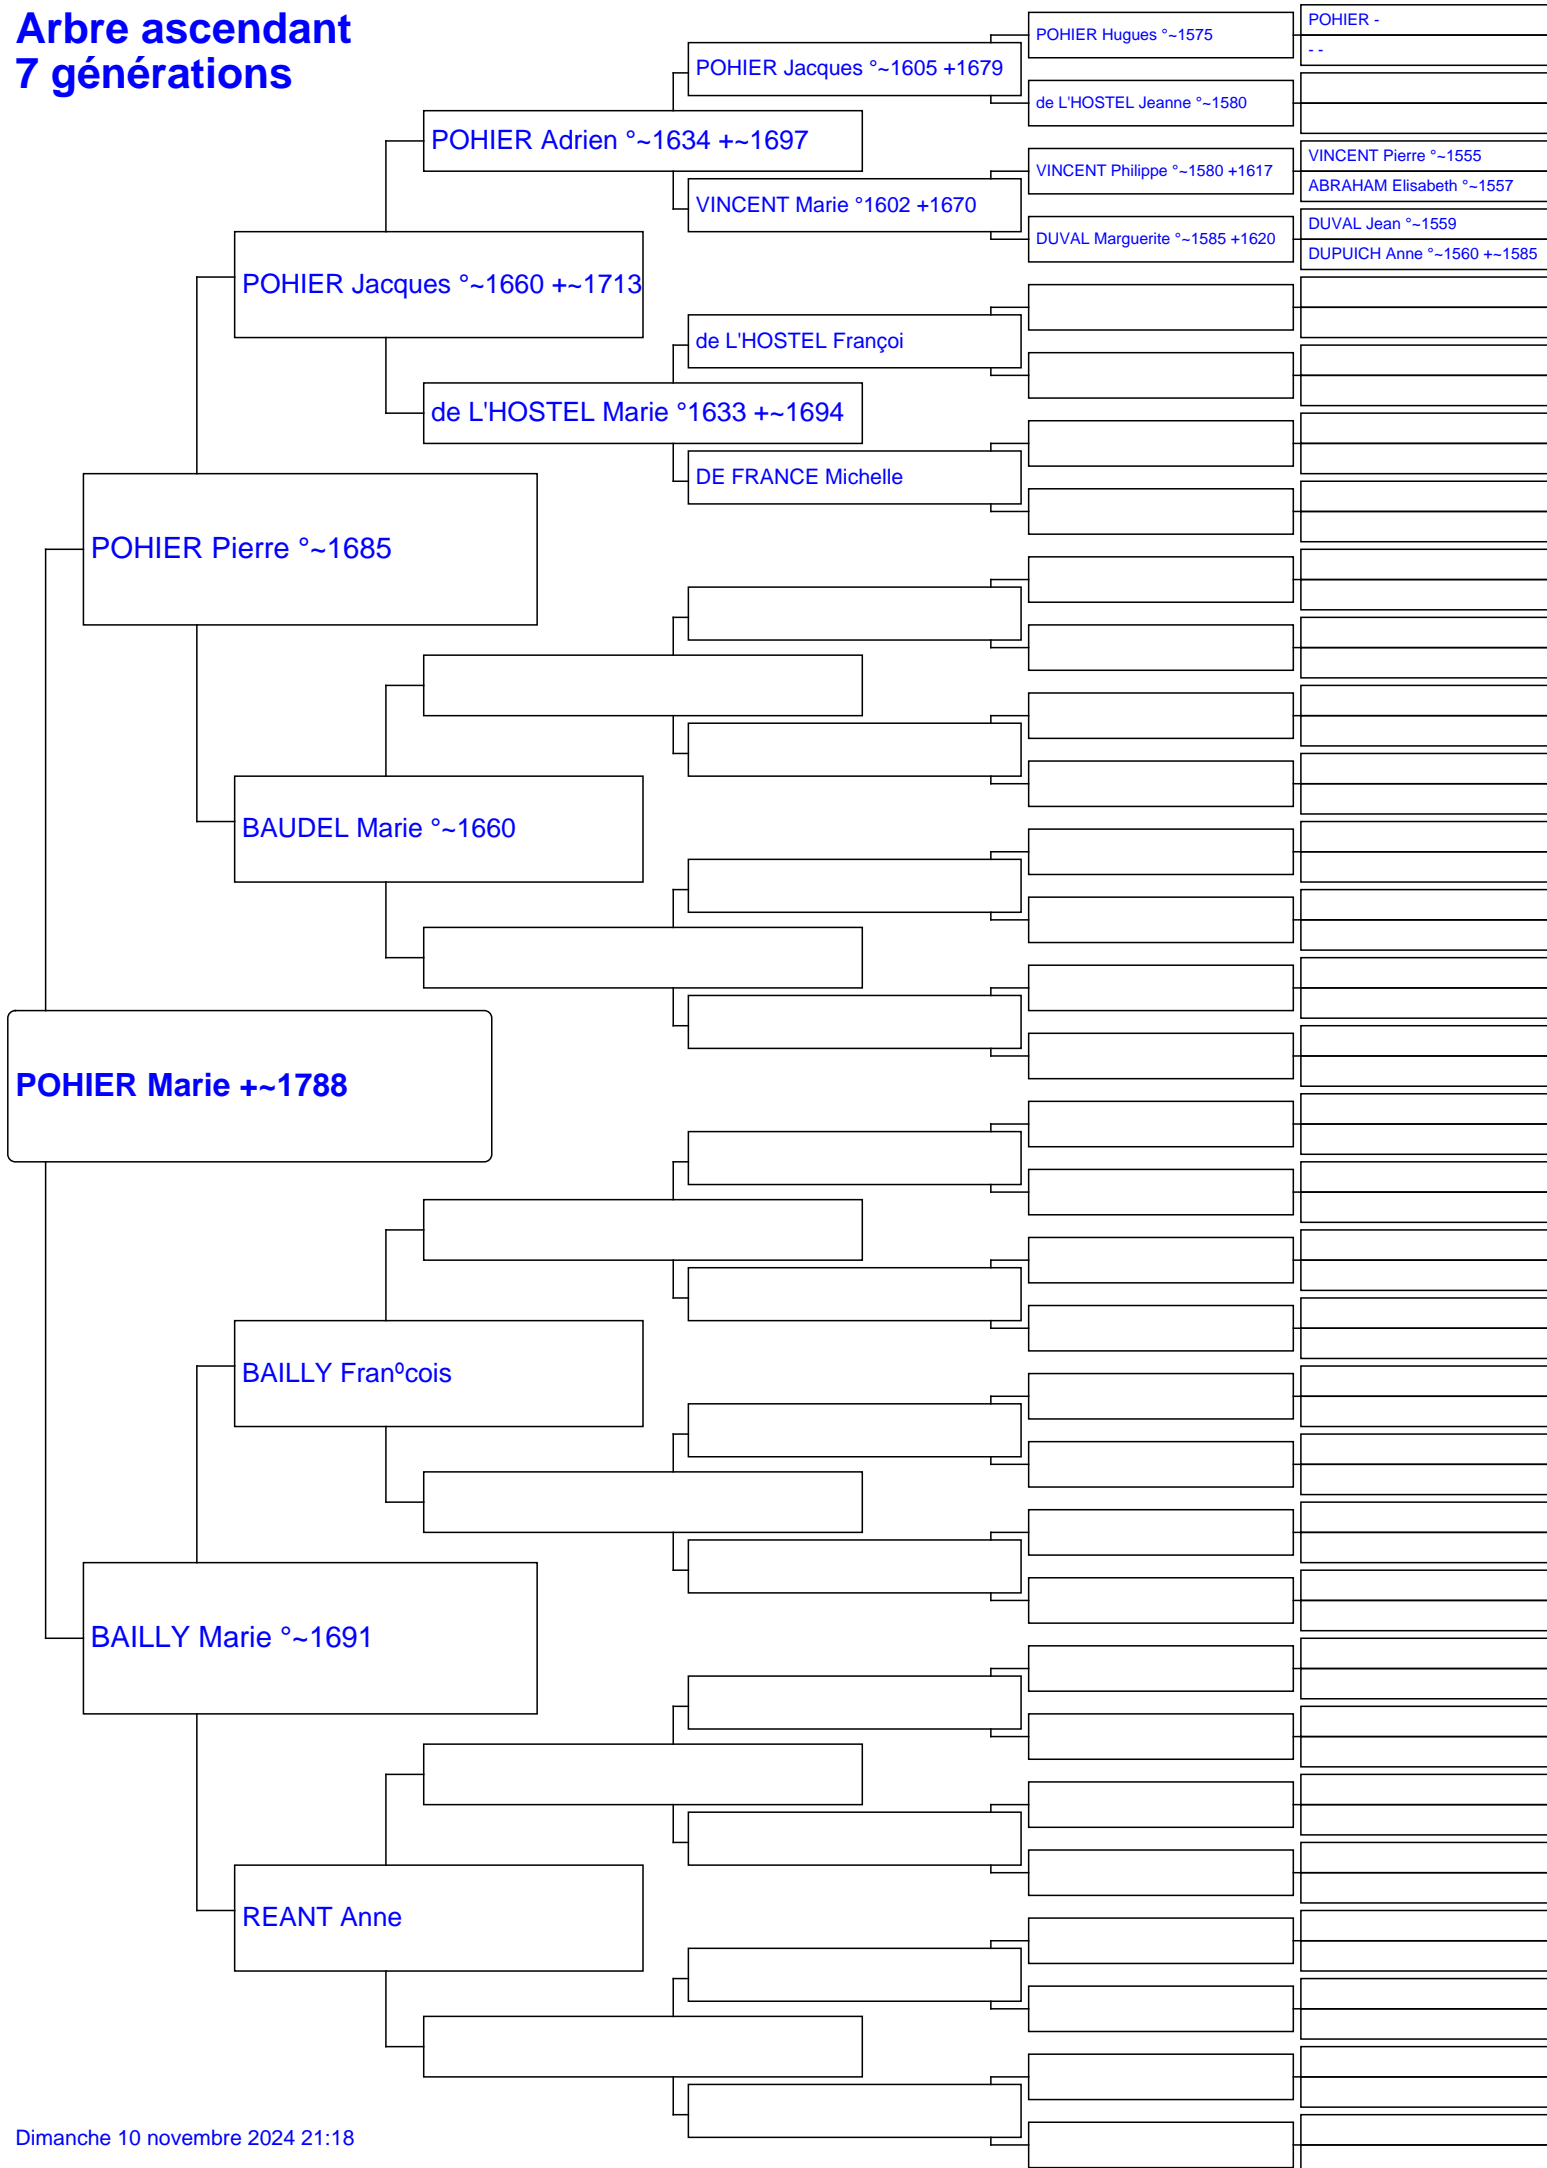 Arbre ascendant
7 générations
POHIER Hugues °~1575
POHIER -
- -
POHIER Jacques °~1605 +1679
de L'HOSTEL Jeanne °~1580
POHIER Adrien °~1634 +~1697
VINCENT Philippe °~1580 +1617
VINCENT Pierre °~1555
ABRAHAM Elisabeth °~1557
VINCENT Marie °1602 +1670
DUVAL Marguerite °~1585 +1620
DUVAL Jean °~1559
DUPUICH Anne °~1560 +~1585
POHIER Jacques °~1660 +~1713
de L'HOSTEL Françoi
de L'HOSTEL Marie °1633 +~1694
DE FRANCE Michelle
POHIER Pierre °~1685
BAUDEL Marie °~1660
POHIER Marie +~1788
BAILLY Franºcois
BAILLY Marie °~1691
REANT Anne
Dimanche 10 novembre 2024 21:18